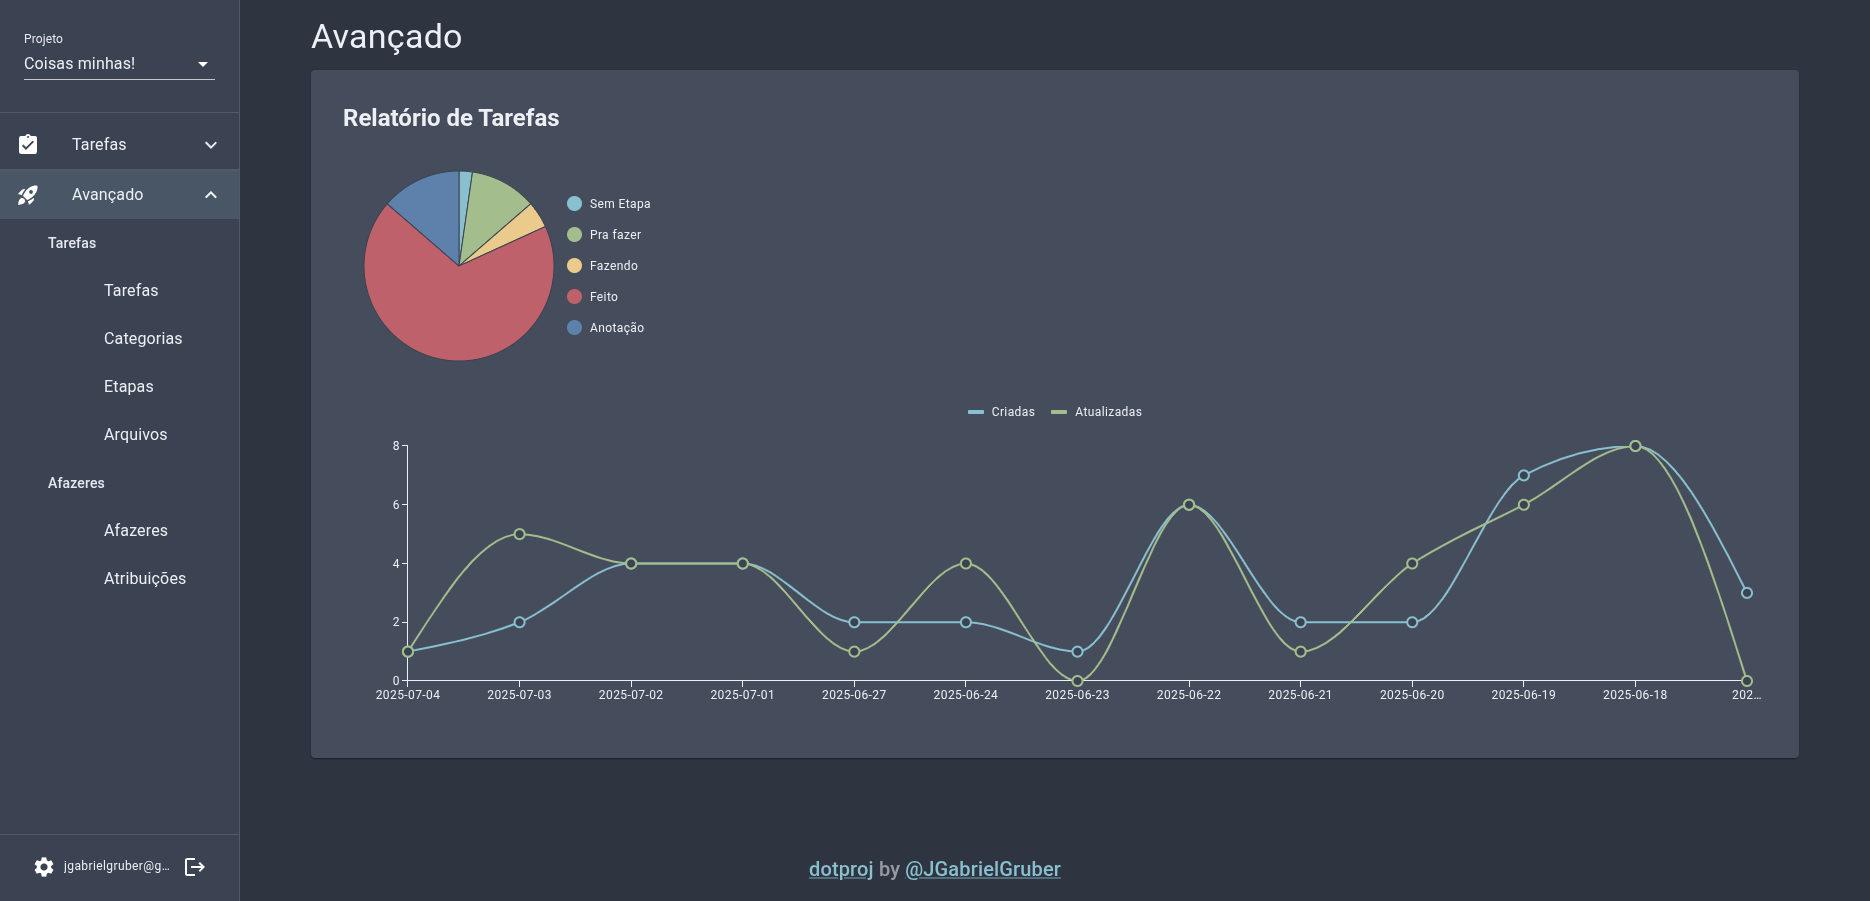 Projeto
Coisas minhas!
Tarefas
Avançado
Tarefas
Tarefas
Categorias
Etapas
Arquivos
Afazeres
Afazeres
Atribuições
jgabrielgruber@g...
Avançado
Relatório de Tarefas
Sem Etapa
Pra fazer
Fazendo
Feito
Anotação
Criadas Atualizadas
8
6
4
2
0
2025-07-04 2025-07-03 2025-07-02 2025-07-01 2025-06-27 2025-06-24 2025-06-23 2025-06-22 2025-06-21 2025-06-20 2025-06-19 2025-06-18 202...
dotproj by @JGabrielGruber